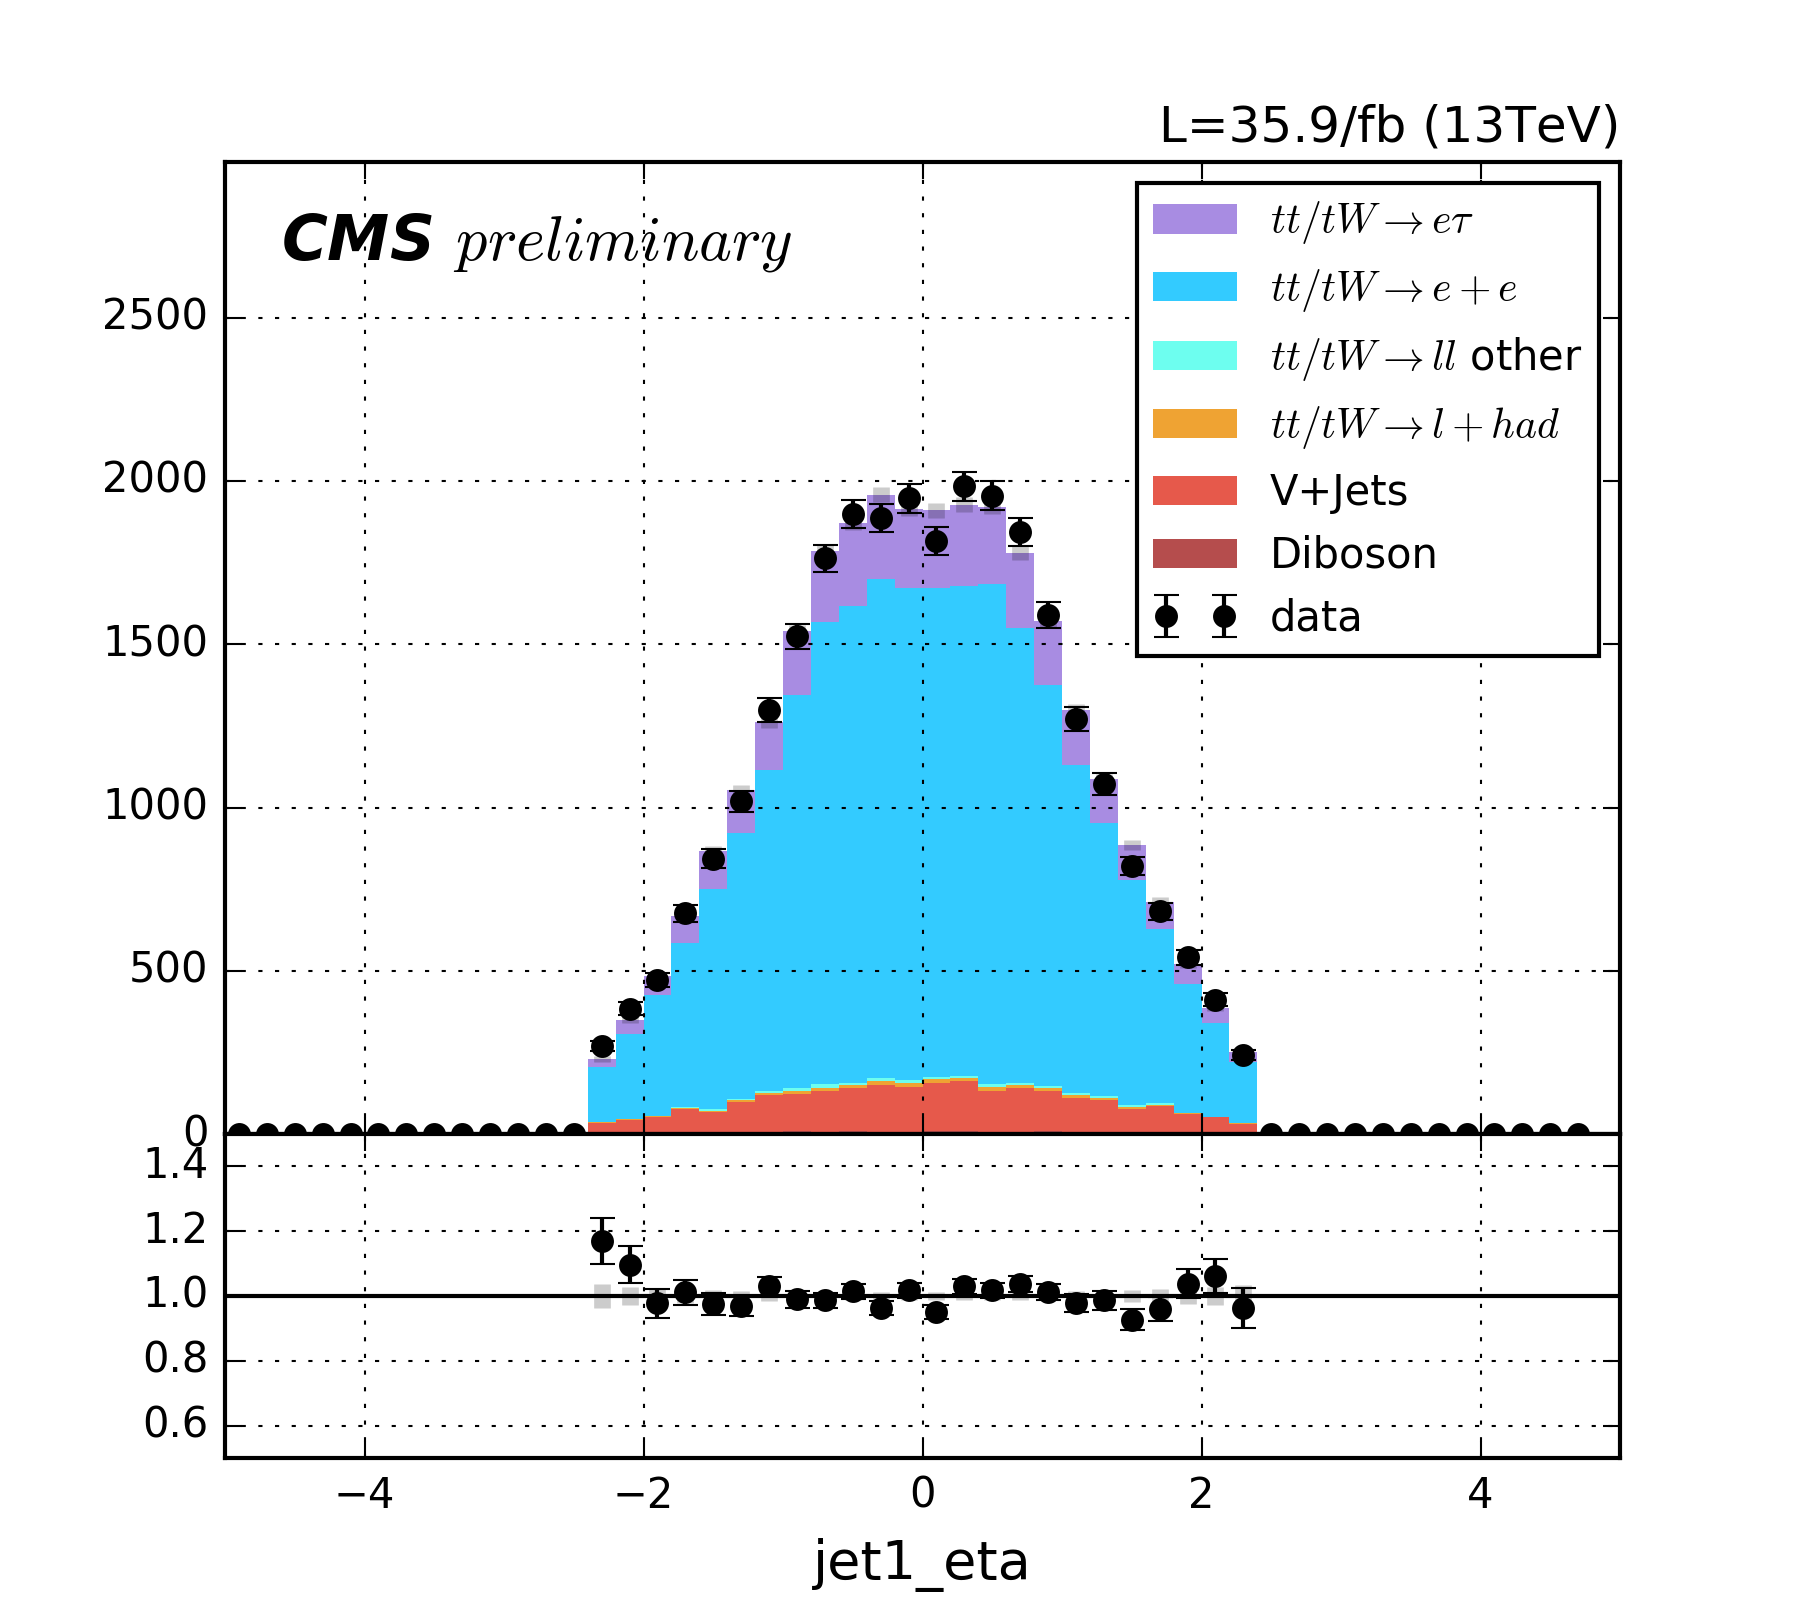 L=35.9/fb (13TeV)
CMS preliminary
tt/tW→eτ
tt/tW→e+e
tt/tW→ll other
tt/tW→l+had
V+Jets
Diboson
data
2500
2000
1500
1000
500
0
1.4
1.2
1.0
0.8
0.6
−4 −2 0 2 4
jet1_eta